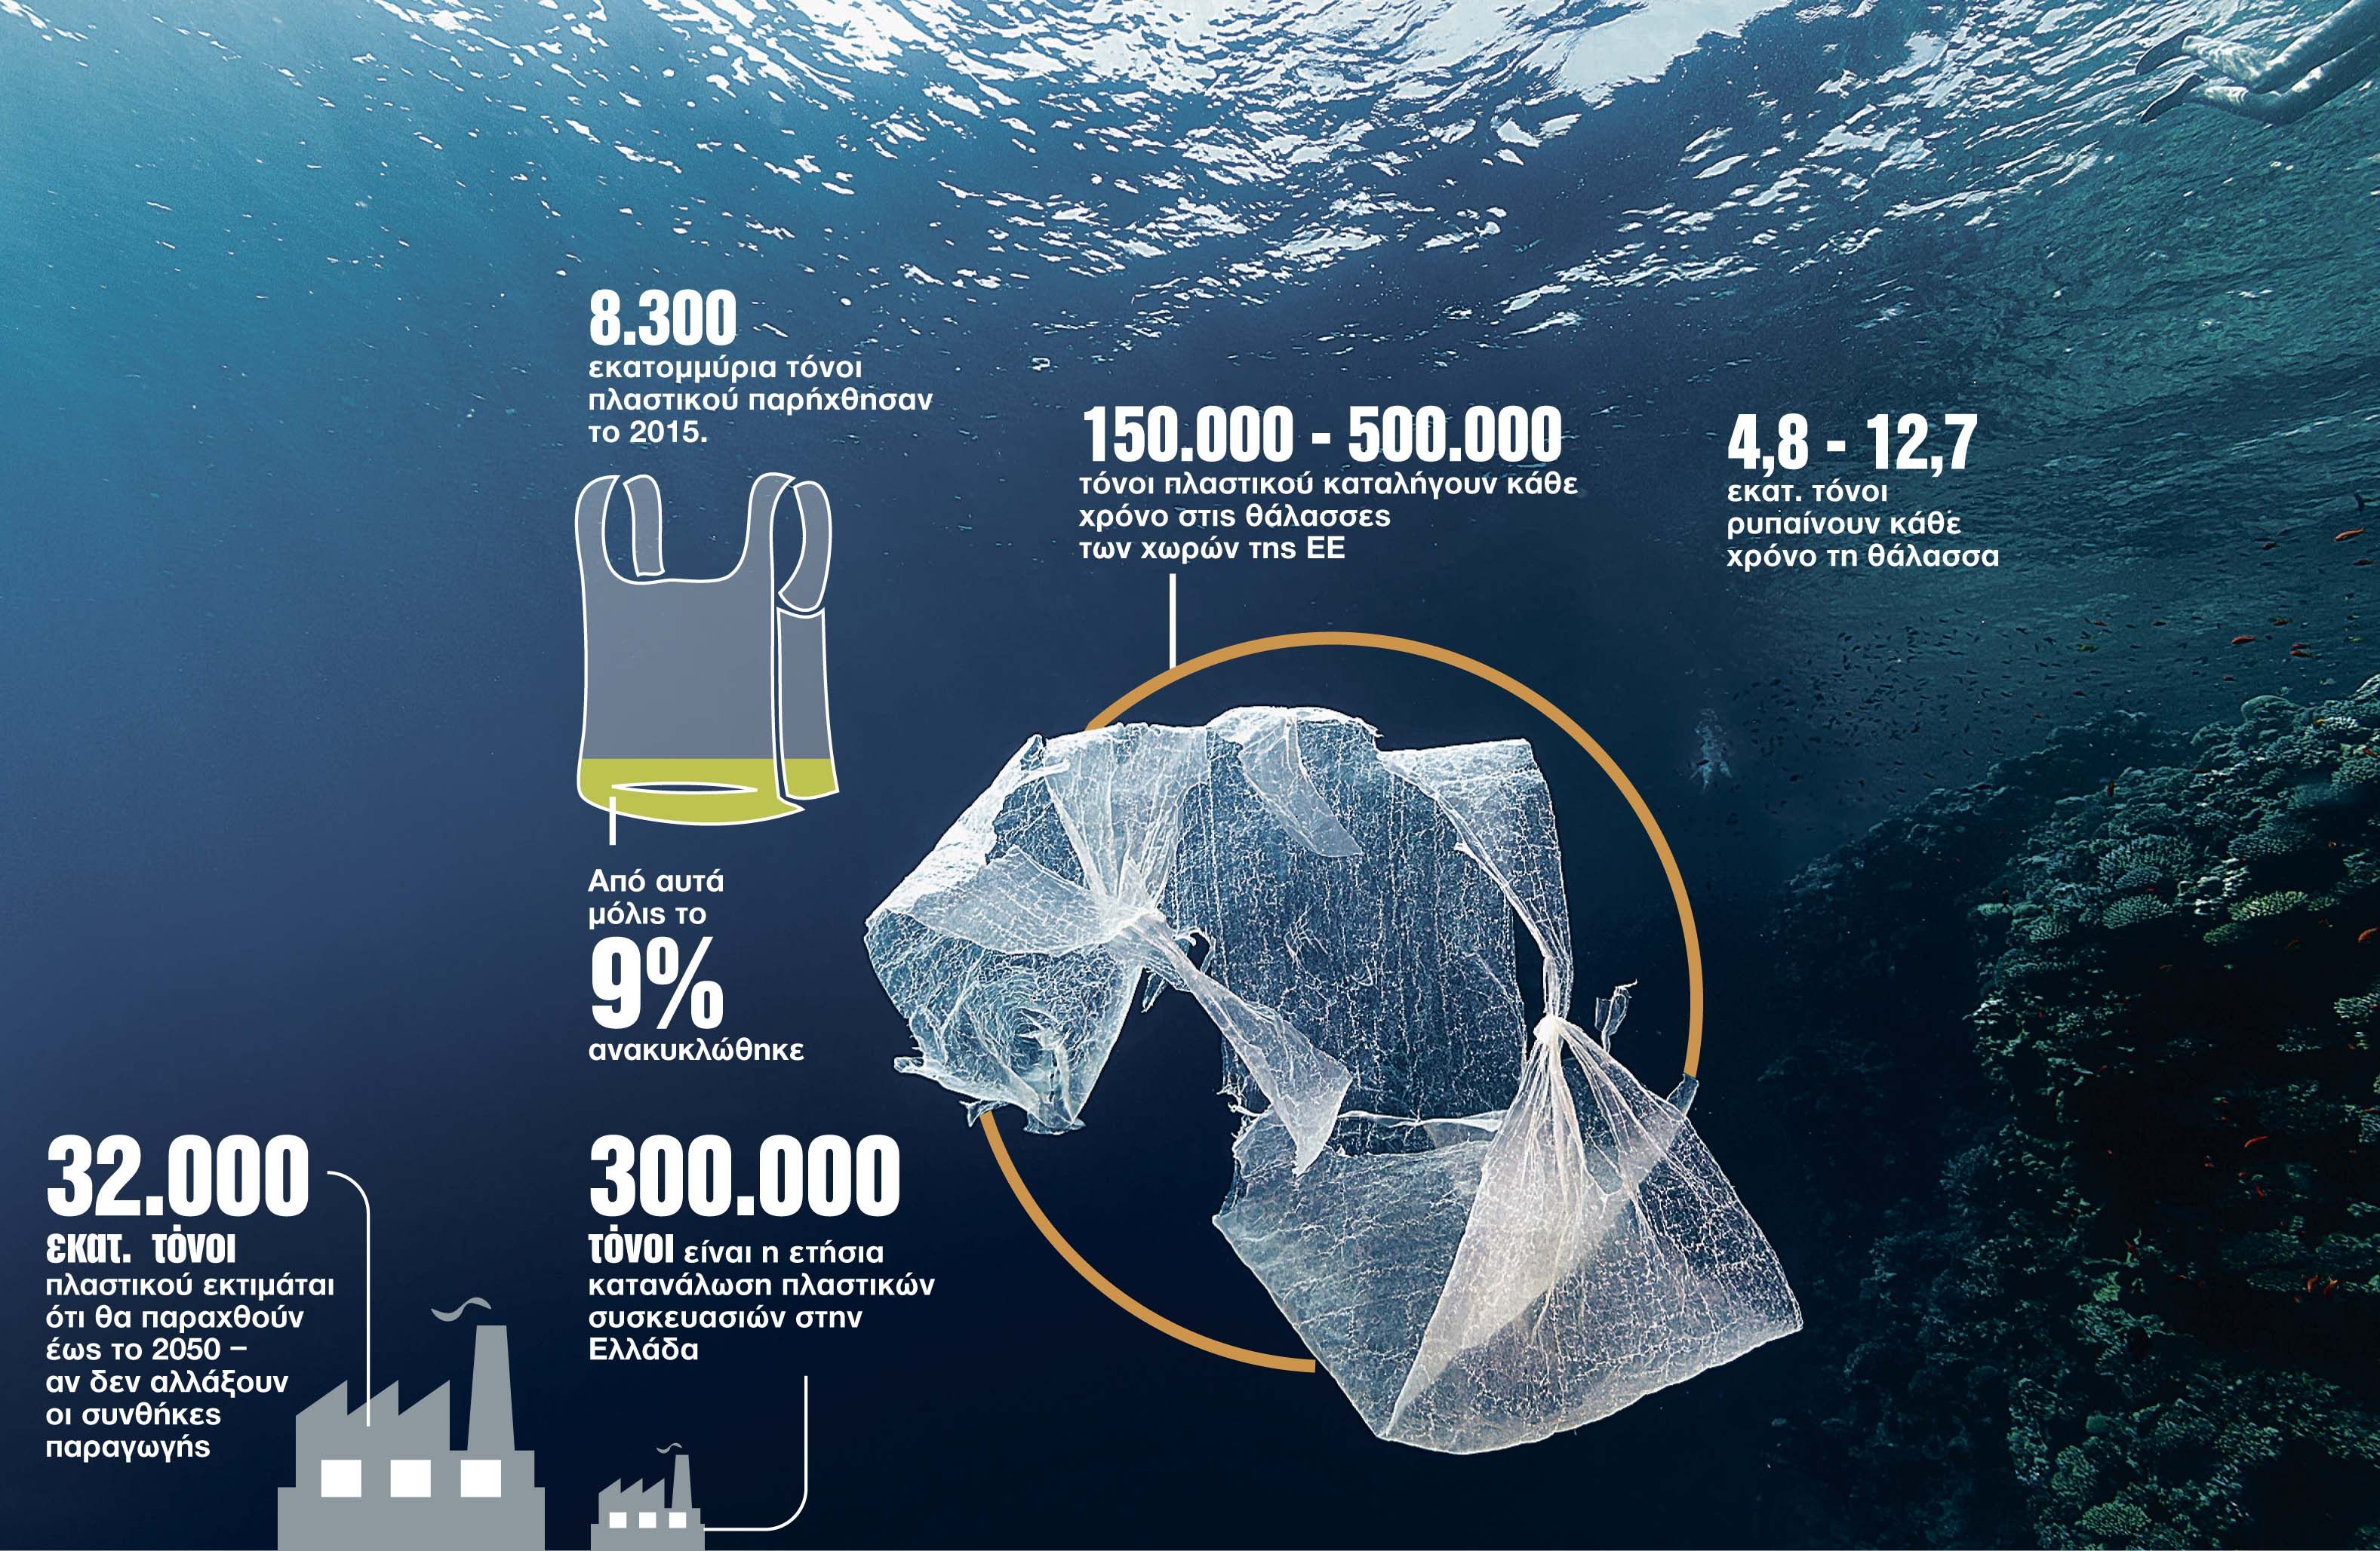 8.300
εκατομμύρια τόνοι
πλαστικού παρήχθησαν
το 2015.
Από αυτά
μόλις το
9%
ανακυκλώθηκε
150.000 - 500.000
τόνοι πλαστικού καταλήγουν κάθε
χρόνο στις θάλασσες
των χωρών της ΕΕ
4,8 - 12,7
εκατ. τόνοι
ρυπαίνουν κάθε
χρόνο τη θάλασσα
32.000
εκατ. τόνοι
πλαστικού εκτιμάται
ότι θα παραχθούν
έως το 2050 –
αν δεν αλλάξουν
οι συνθήκες
παραγωγής
300.000
τόνοι είναι η ετήσια
κατανάλωση πλαστικών
συσκευασιών στην
Ελλάδα